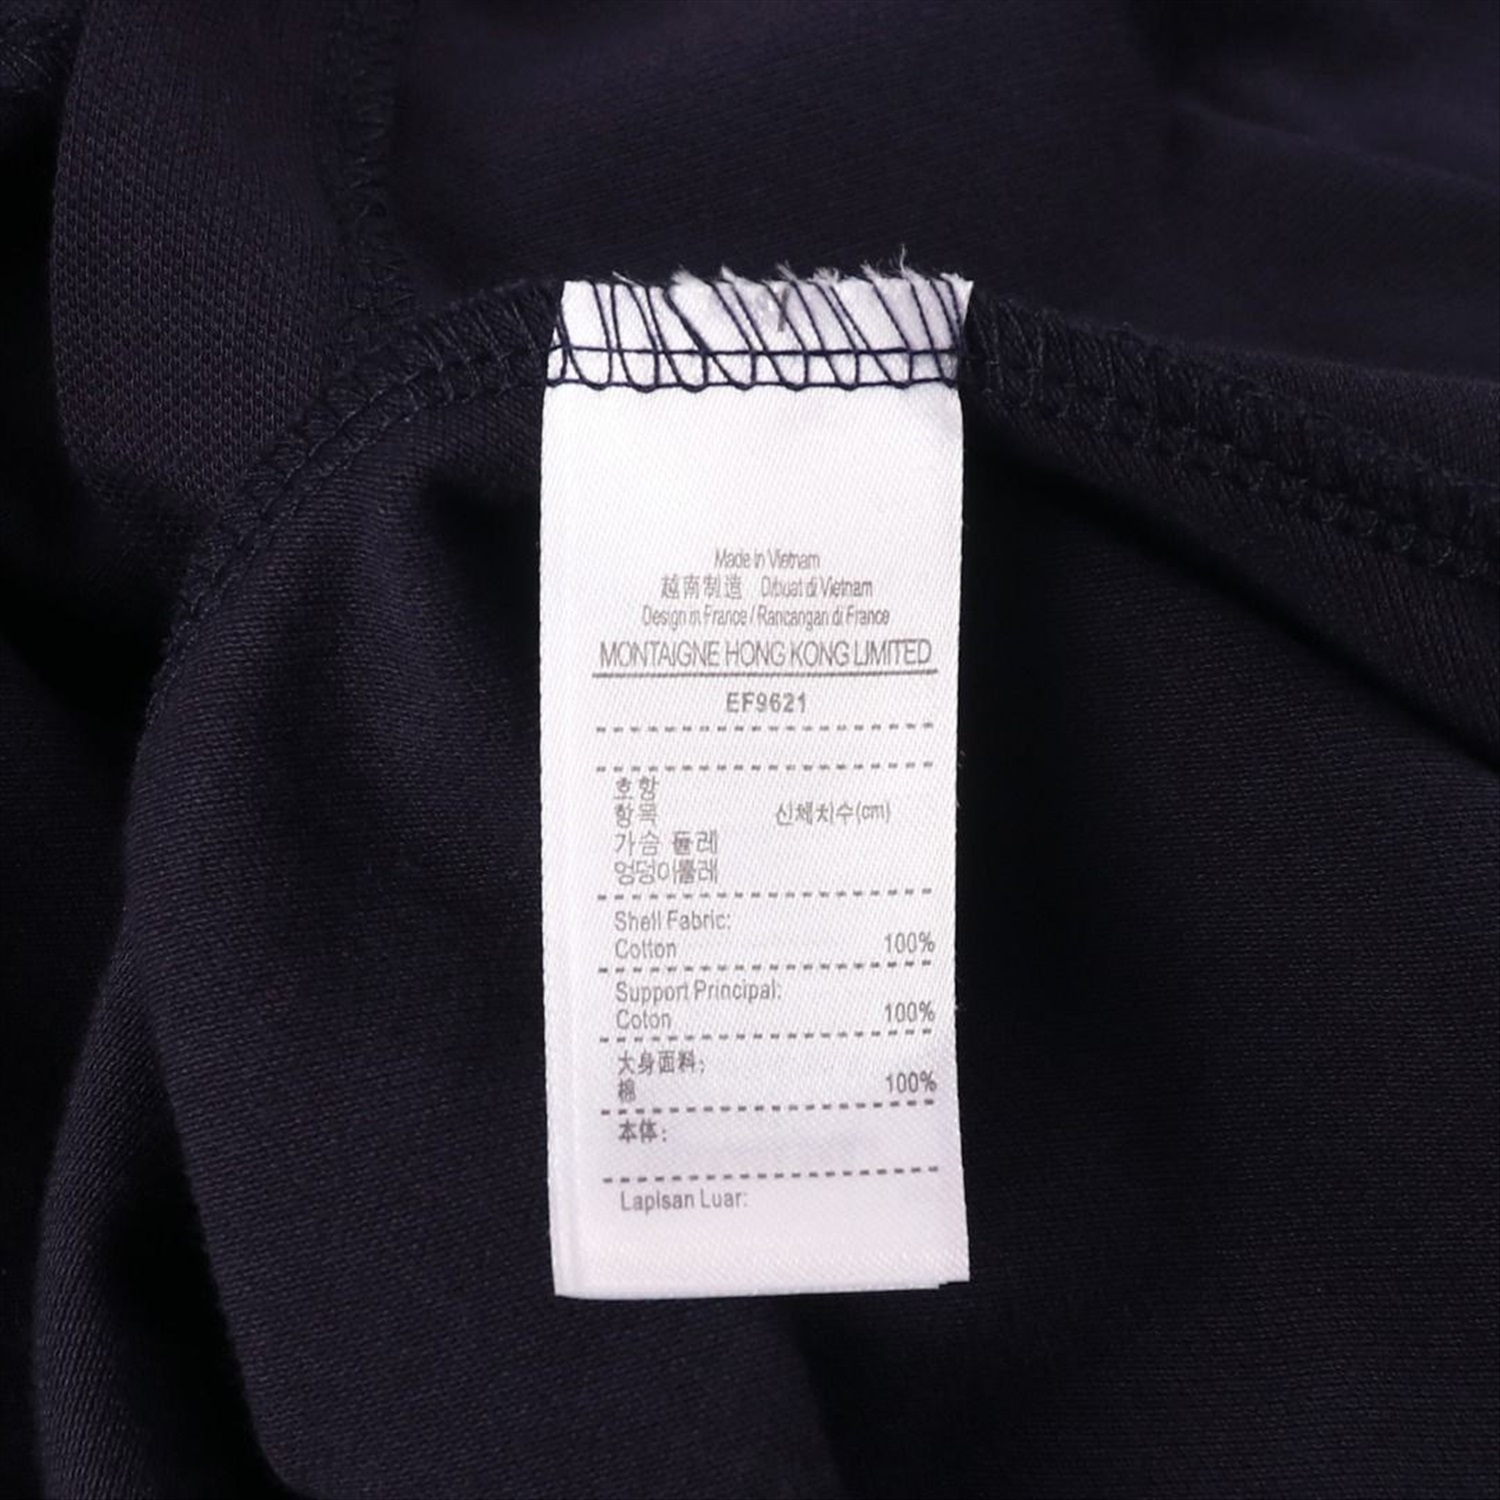 Made in Vietnam
越南制造 Dibuat di Vietnam
Design in France / Rancangan di France
MONTAIGNE HONG KONG LIMITED
EF9621
호항
항목 신체치수(cm)
가슴 둘레
엉덩이둘레
Shell Fabric:
Cotton 100%
Support Principal:
Coton 100%
大身面料:
棉 100%
本体:
Lapisan Luar: